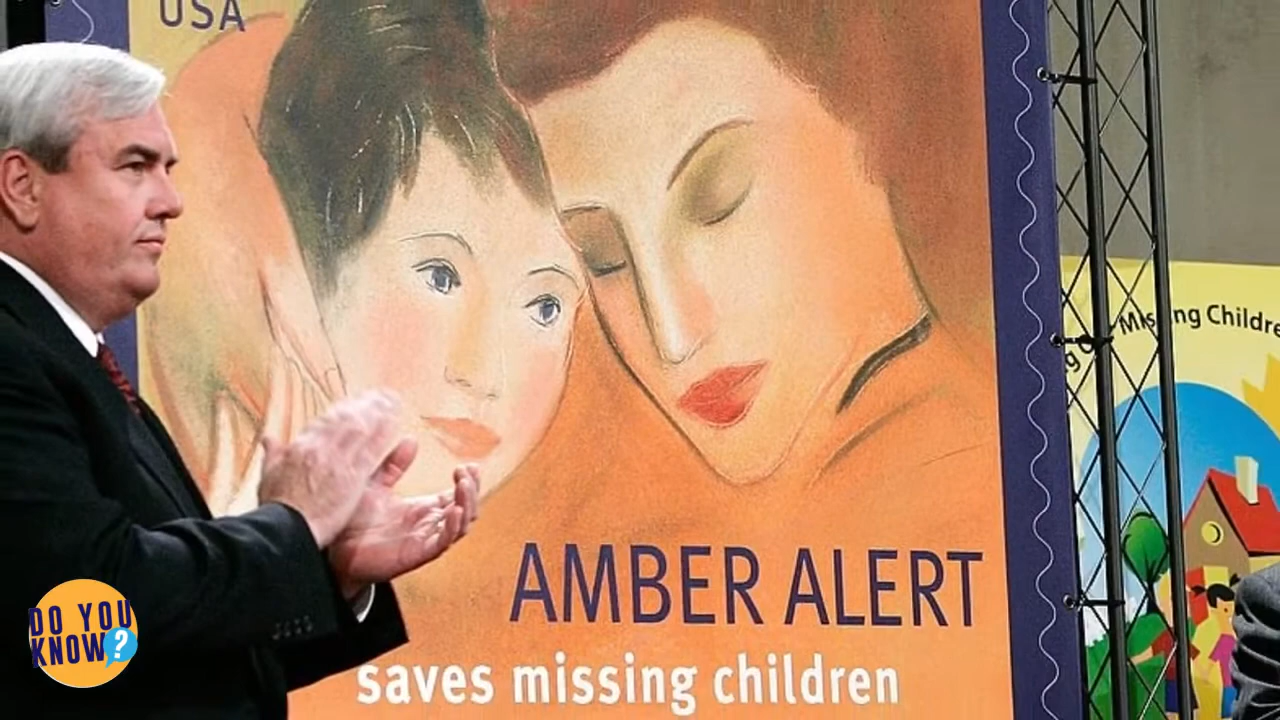 USA
AMBER ALERT
saves missing children
Missing Childre
DO YOU
KNOW?